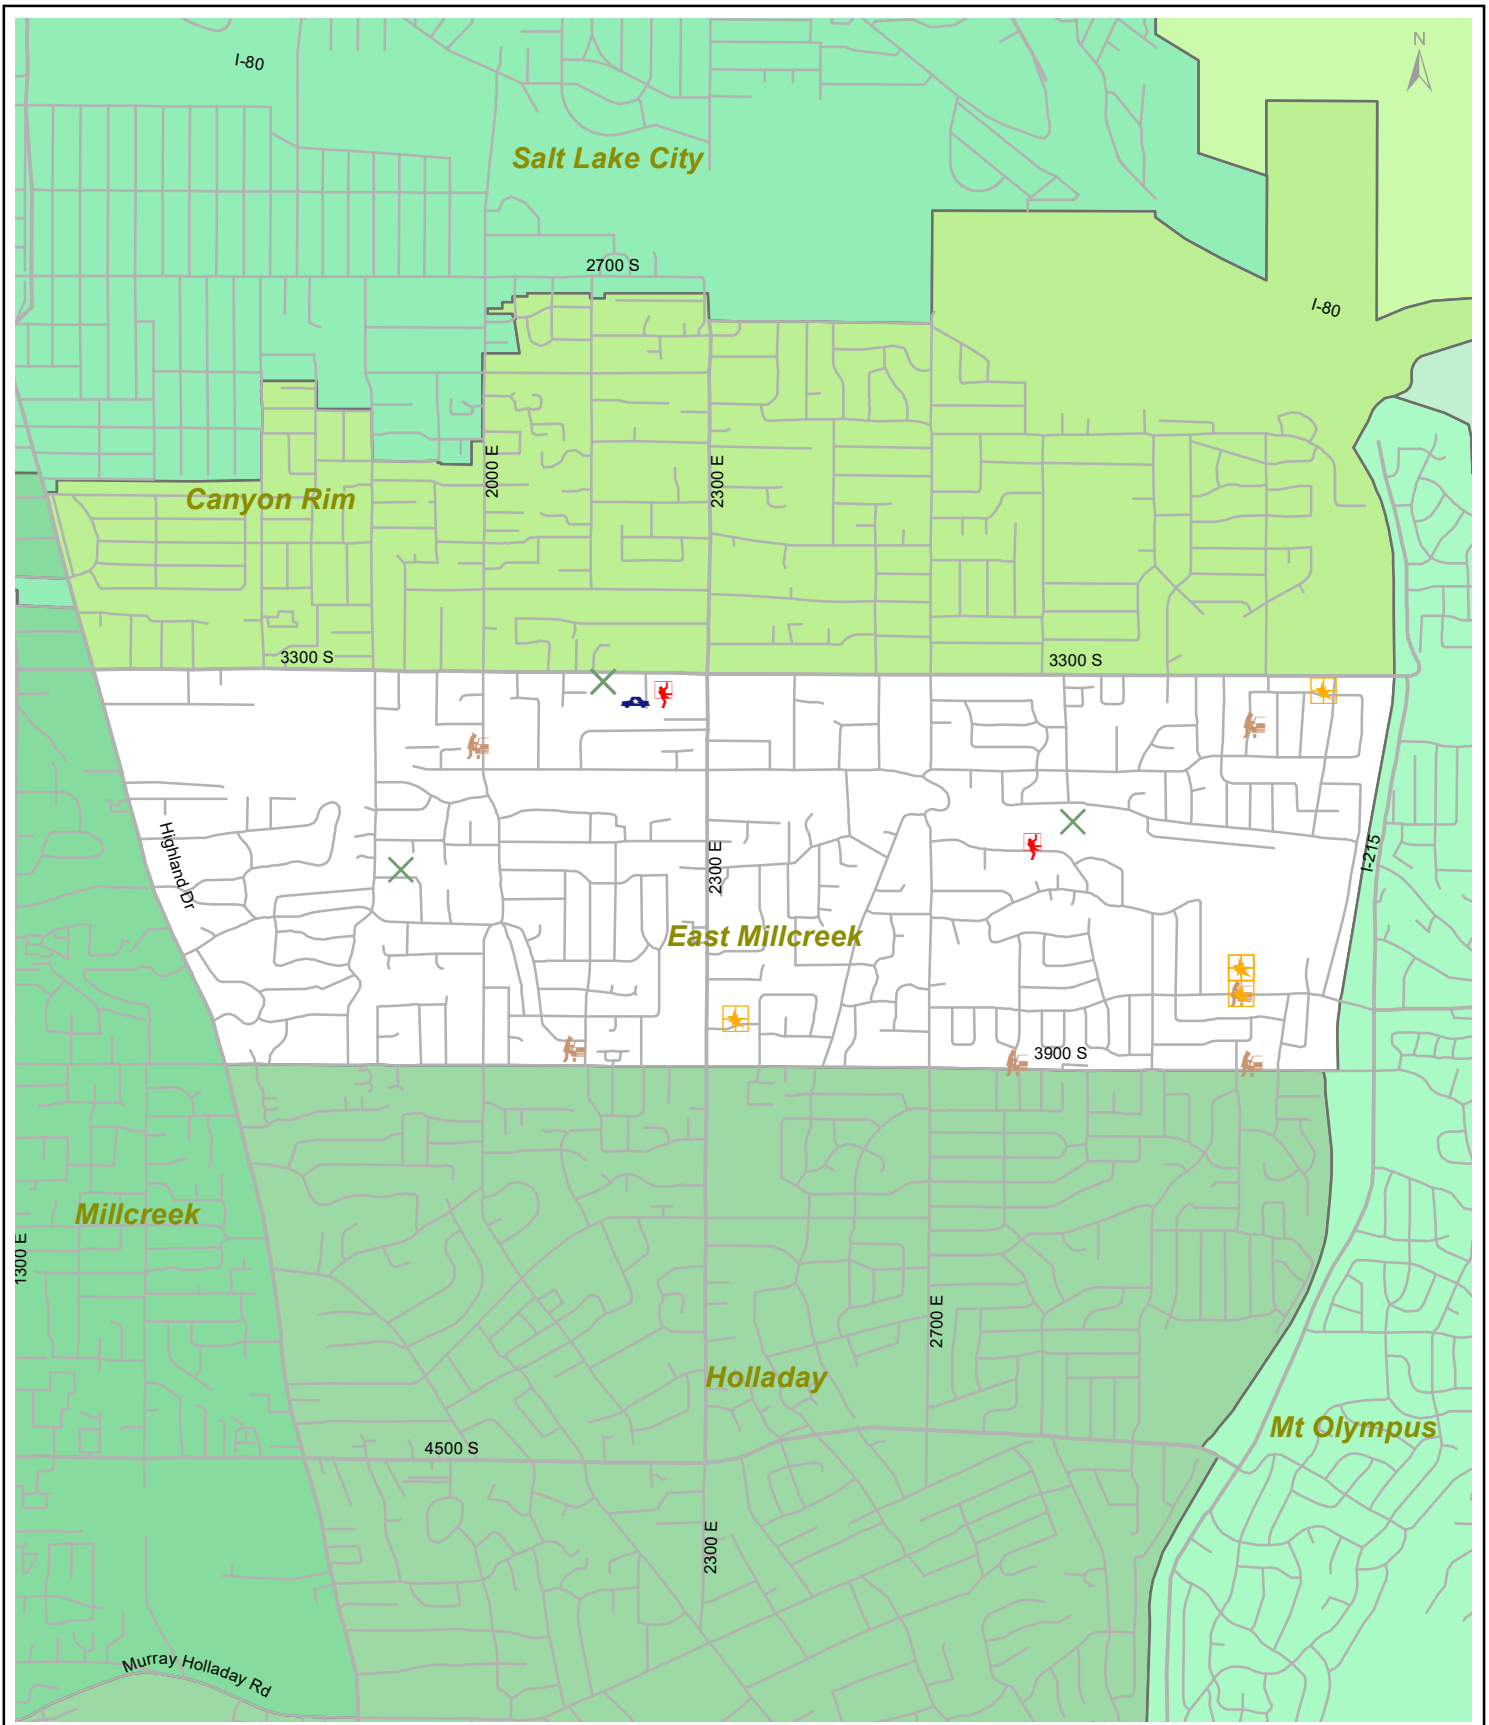 N
I-80
Salt Lake City
2700 S
I-80
2000 E
2300 E
Canyon Rim
3300 S
3300 S
Highland Dr
2300 E
I-215
East Millcreek
3900 S
Millcreek
1300 E
2700 E
Holladay
Mt Olympus
4500 S
2300 E
Murray Holladay Rd